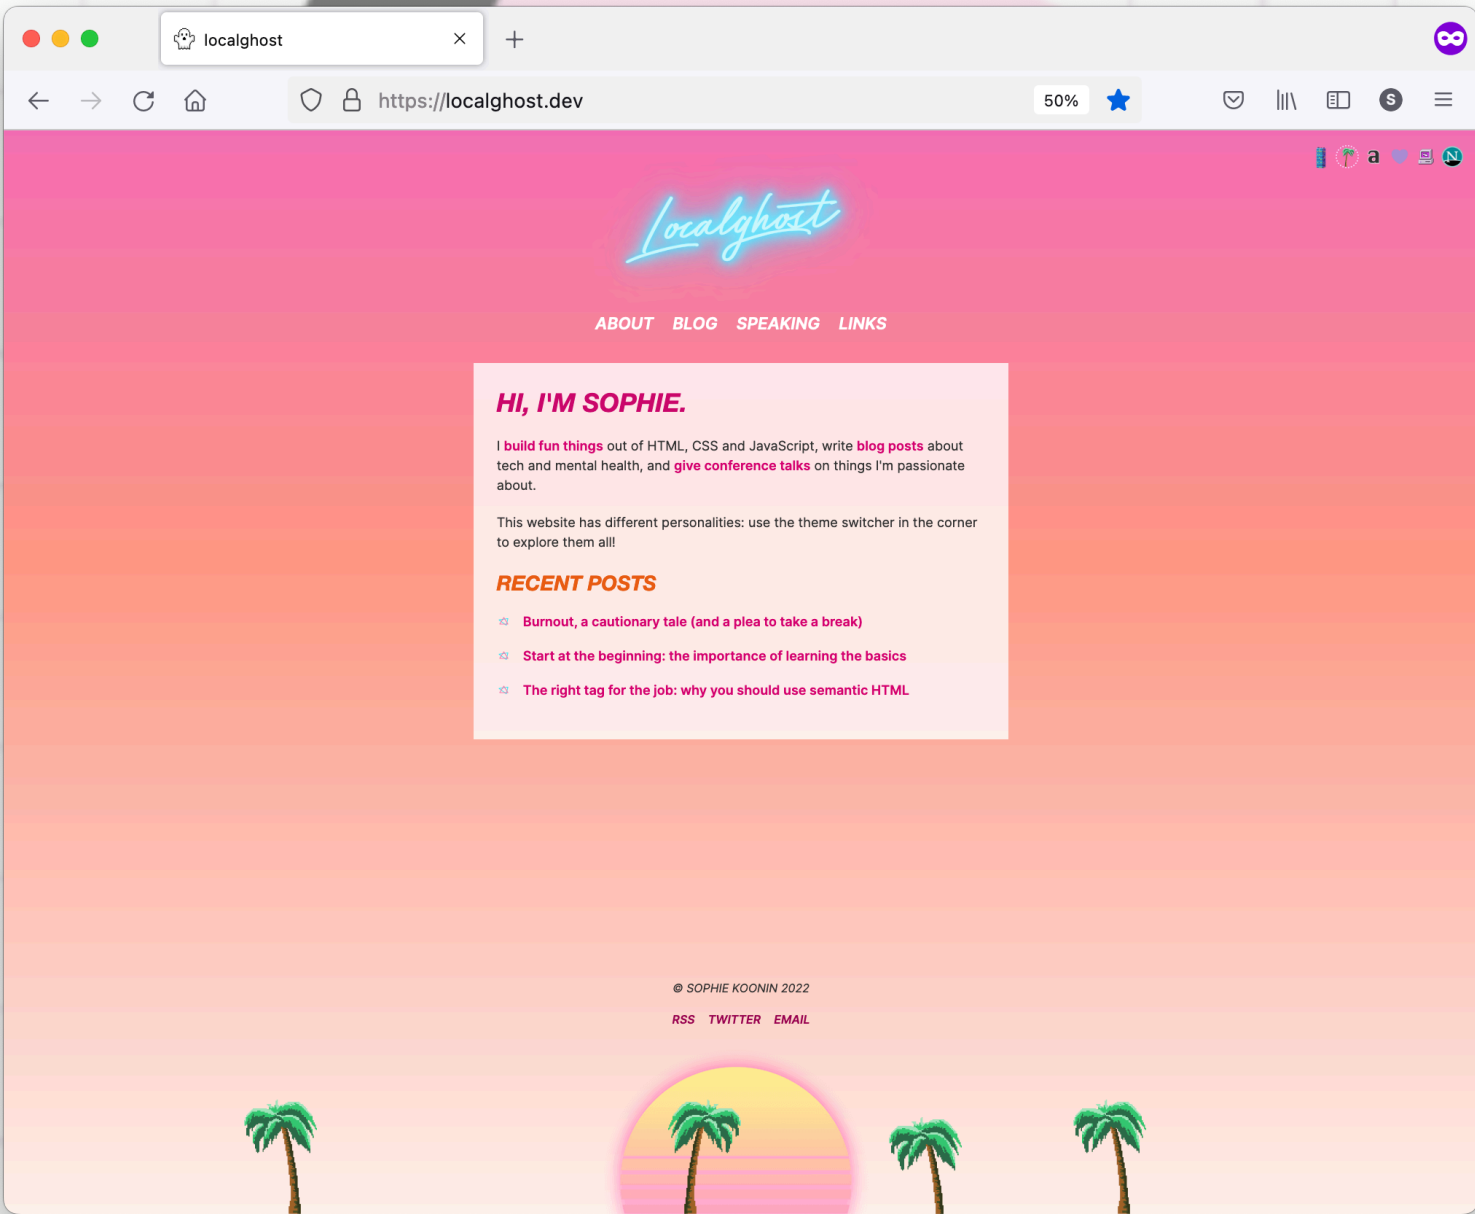 localghost
https://localghost.dev
50%
S
a
N
Localghost
ABOUT BLOG SPEAKING LINKS
HI, I'M SOPHIE.
I build fun things out of HTML, CSS and JavaScript, write blog posts about
tech and mental health, and give conference talks on things I'm passionate
about.
This website has different personalities: use the theme switcher in the corner
to explore them all!
RECENT POSTS
Burnout, a cautionary tale (and a plea to take a break)
Start at the beginning: the importance of learning the basics
The right tag for the job: why you should use semantic HTML
© SOPHIE KOONIN 2022
RSS TWITTER EMAIL